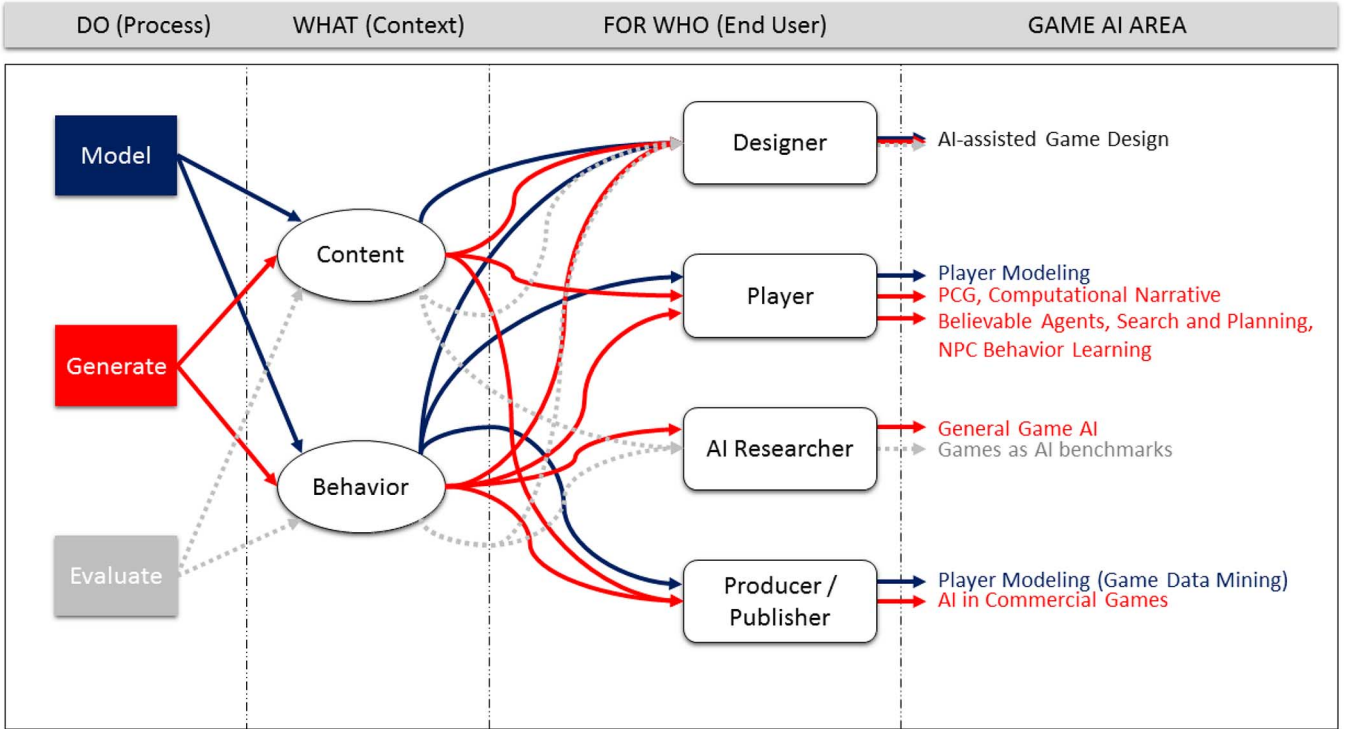 DO (Process)
WHAT (Context)
FOR WHO (End User)
GAME AI AREA
Model
Generate
Evaluate
Content
Behavior
Designer
Player
AI Researcher
Producer /
Publisher
AI-assisted Game Design
Player Modeling
PCG, Computational Narrative
Believable Agents, Search and Planning,
NPC Behavior Learning
General Game AI
Games as AI benchmarks
Player Modeling (Game Data Mining)
AI in Commercial Games